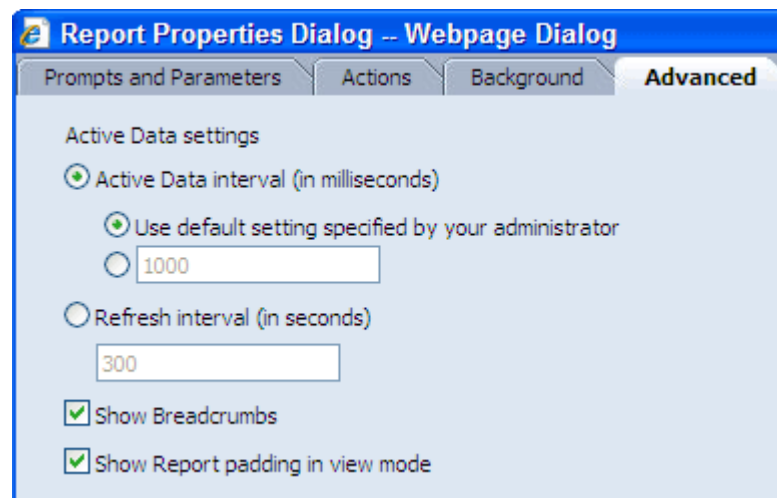 Report Properties Dialog -- Webpage Dialog
Prompts and Parameters Actions Background Advanced
Active Data settings
Active Data interval (in milliseconds)
Use default setting specified by your administrator
1000
Refresh interval (in seconds)
300
Show Breadcrumbs
Show Report padding in view mode